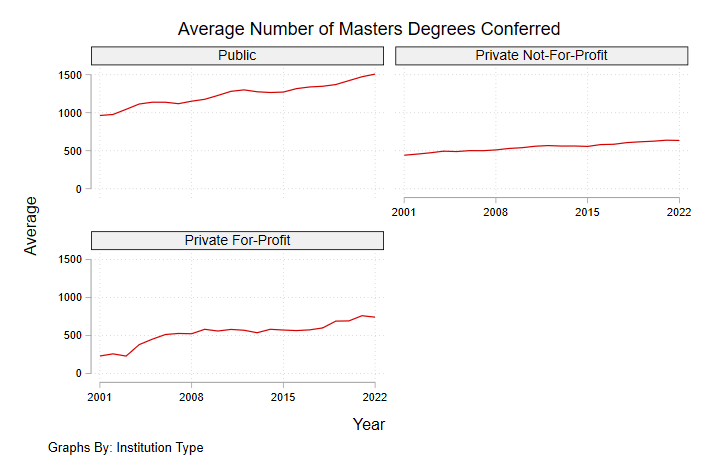 Average Number of Masters Degrees Conferred
Public
Private Not-For-Profit
1500
1000
500
0
2001 2008 2015 2022
Private For-Profit
1500
1000
500
0
2001 2008 2015 2022
Average
Year
Graphs By: Institution Type